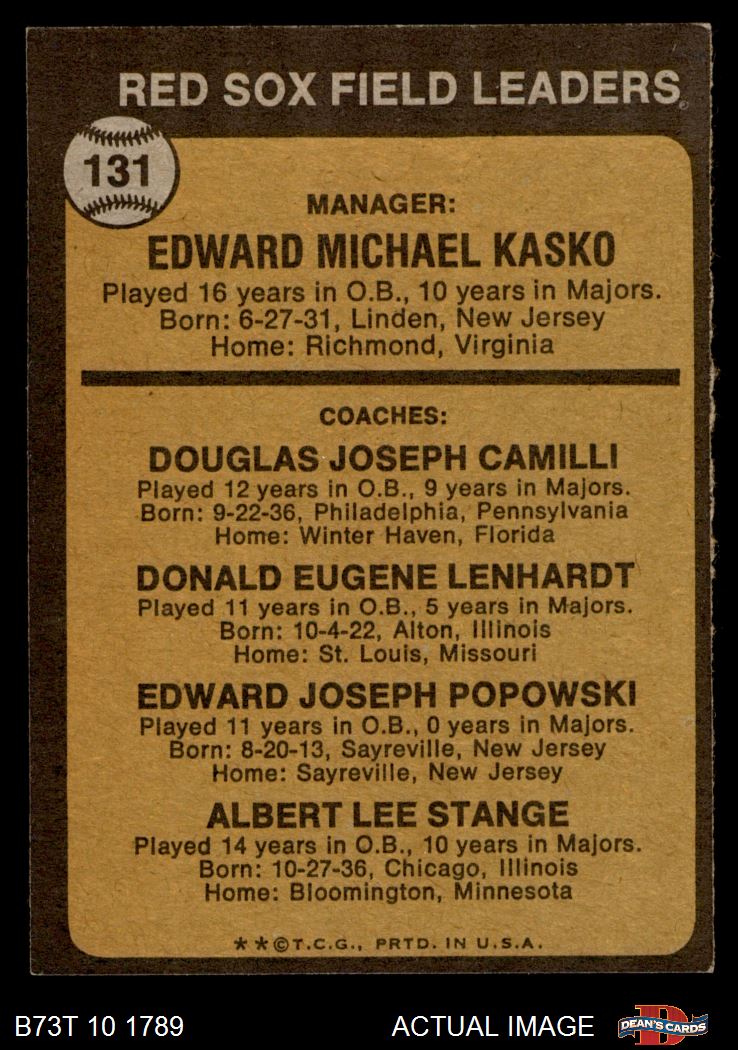 RED SOX FIELD LEADERS
131
MANAGER:
EDWARD MICHAEL KASKO
Played 16 years in O.B., 10 years in Majors.
Born: 6-27-31, Linden, New Jersey
Home: Richmond, Virginia
COACHES:
DOUGLAS JOSEPH CAMILLI
Played 12 years in O.B., 9 years in Majors.
Born: 9-22-36, Philadelphia, Pennsylvania
Home: Winter Haven, Florida
DONALD EUGENE LENHARDT
Played 11 years in O.B., 5 years in Majors.
Born: 10-4-22, Alton, Illinois
Home: St. Louis, Missouri
EDWARD JOSEPH POPOWSKI
Played 11 years in O.B., 0 years in Majors.
Born: 8-20-13, Sayreville, New Jersey
Home: Sayreville, New Jersey
ALBERT LEE STANGE
Played 14 years in O.B., 10 years in Majors.
Born: 10-27-36, Chicago, Illinois
Home: Bloomington, Minnesota
**©T.C.G., PRTD. IN U.S.A.
B73T 10 1789 ACTUAL IMAGE
D
DEAN'S CARDS